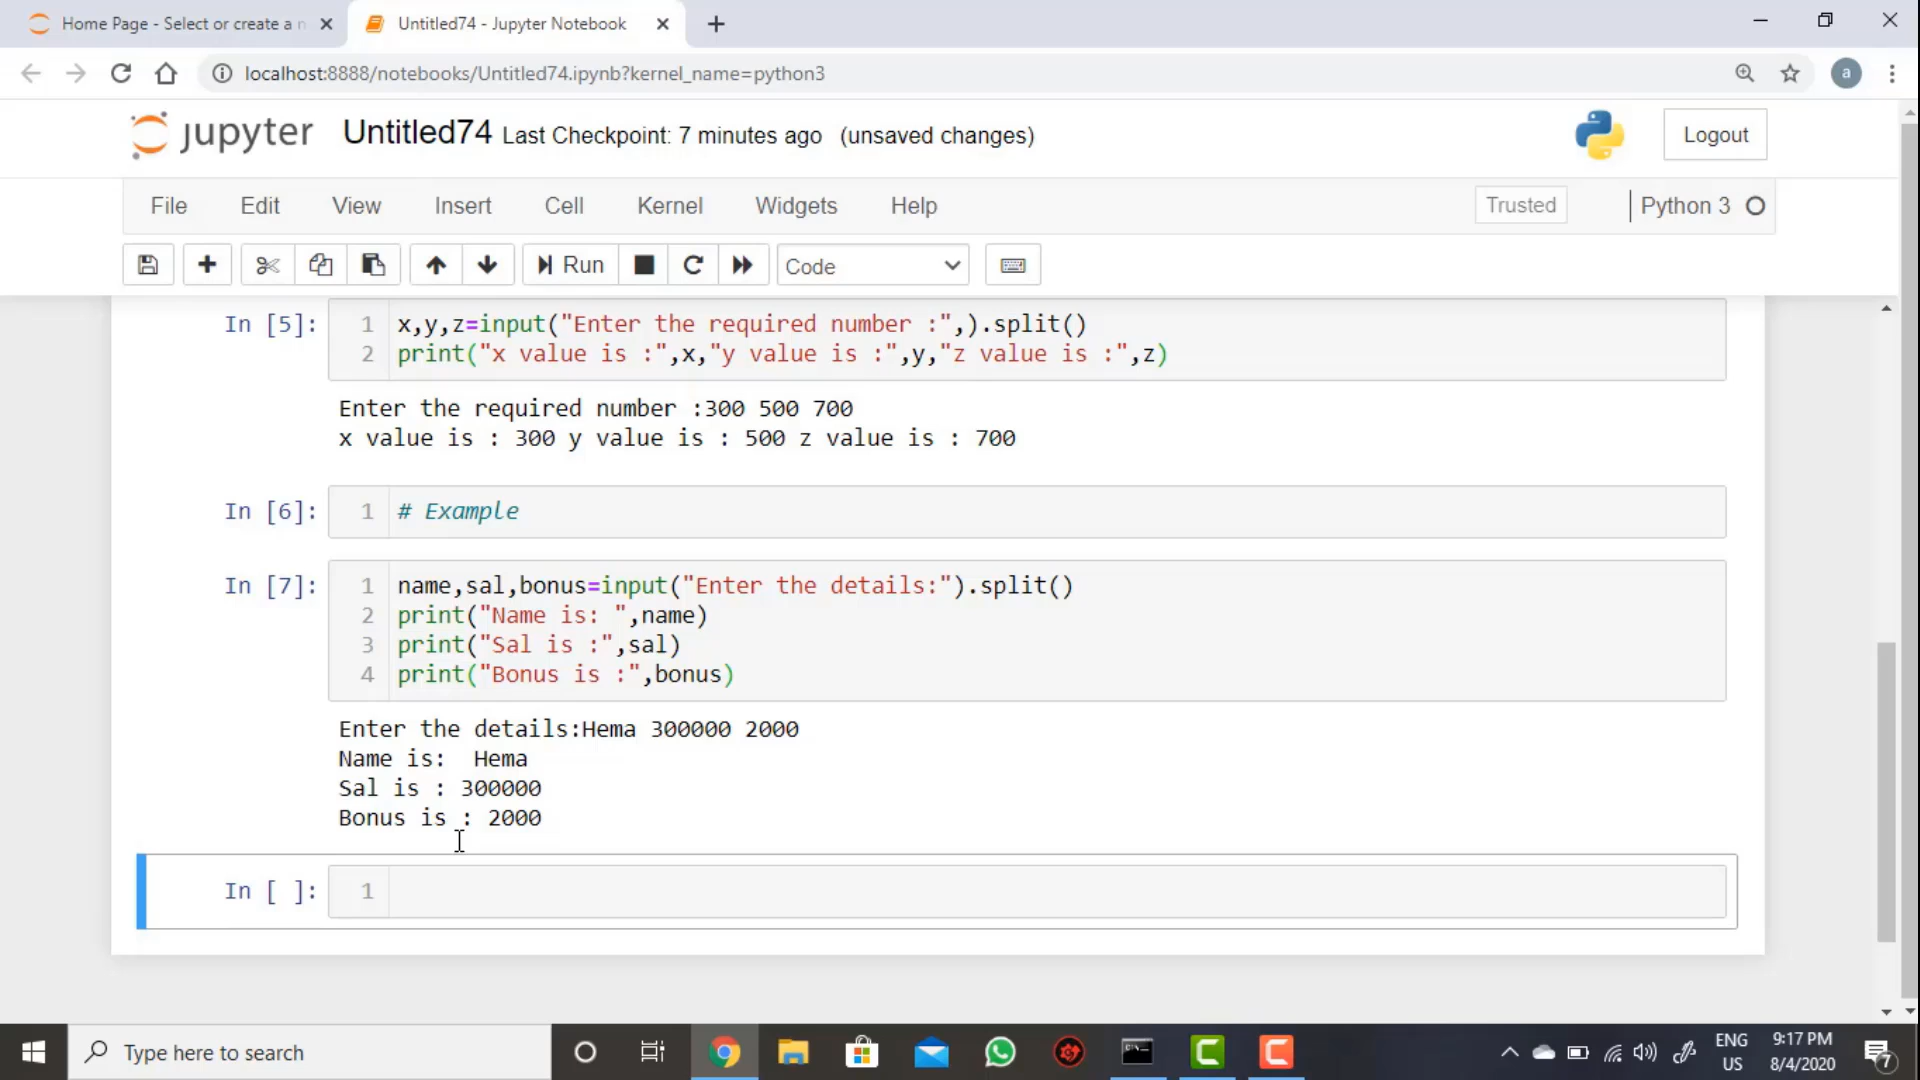 Home Page - Select or create a n
Untitled74 - Jupyter Notebook
localhost:8888/notebooks/Untitled74.ipynb?kernel_name=python3
a
jupyter Untitled74 Last Checkpoint: 7 minutes ago (unsaved changes)
Logout
File Edit View Insert Cell Kernel Widgets Help
Trusted
Python 3
Run
Code
In [5]:
1 x,y,z=input("Enter the required number :",).split()
2 print("x value is :",x,"y value is :",y,"z value is :",z)
Enter the required number :300 500 700
x value is : 300 y value is : 500 z value is : 700
In [6]:
1 # Example
In [7]:
1 name,sal,bonus=input("Enter the details:").split()
2 print("Name is: ",name)
3 print("Sal is :",sal)
4 print("Bonus is :",bonus)
Enter the details:Hema 300000 2000
Name is:  Hema
Sal is : 300000
Bonus is : 2000
In [ ]:
1
Type here to search
ENG
US
9:17 PM
8/4/2020
7